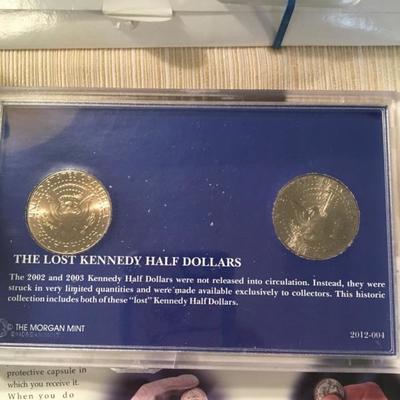 THE LOST KENNEDY HALF DOLLARS
The 2002 and 2003 Kennedy Half Dollars were not released into circulation. Instead, they were
struck in very limited quantities and were made available exclusively to collectors. This historic
collection includes both of these "lost" Kennedy Half Dollars.
© THE MORGAN MINT
2012-004
protective capsule in
which you receive it.
When you do